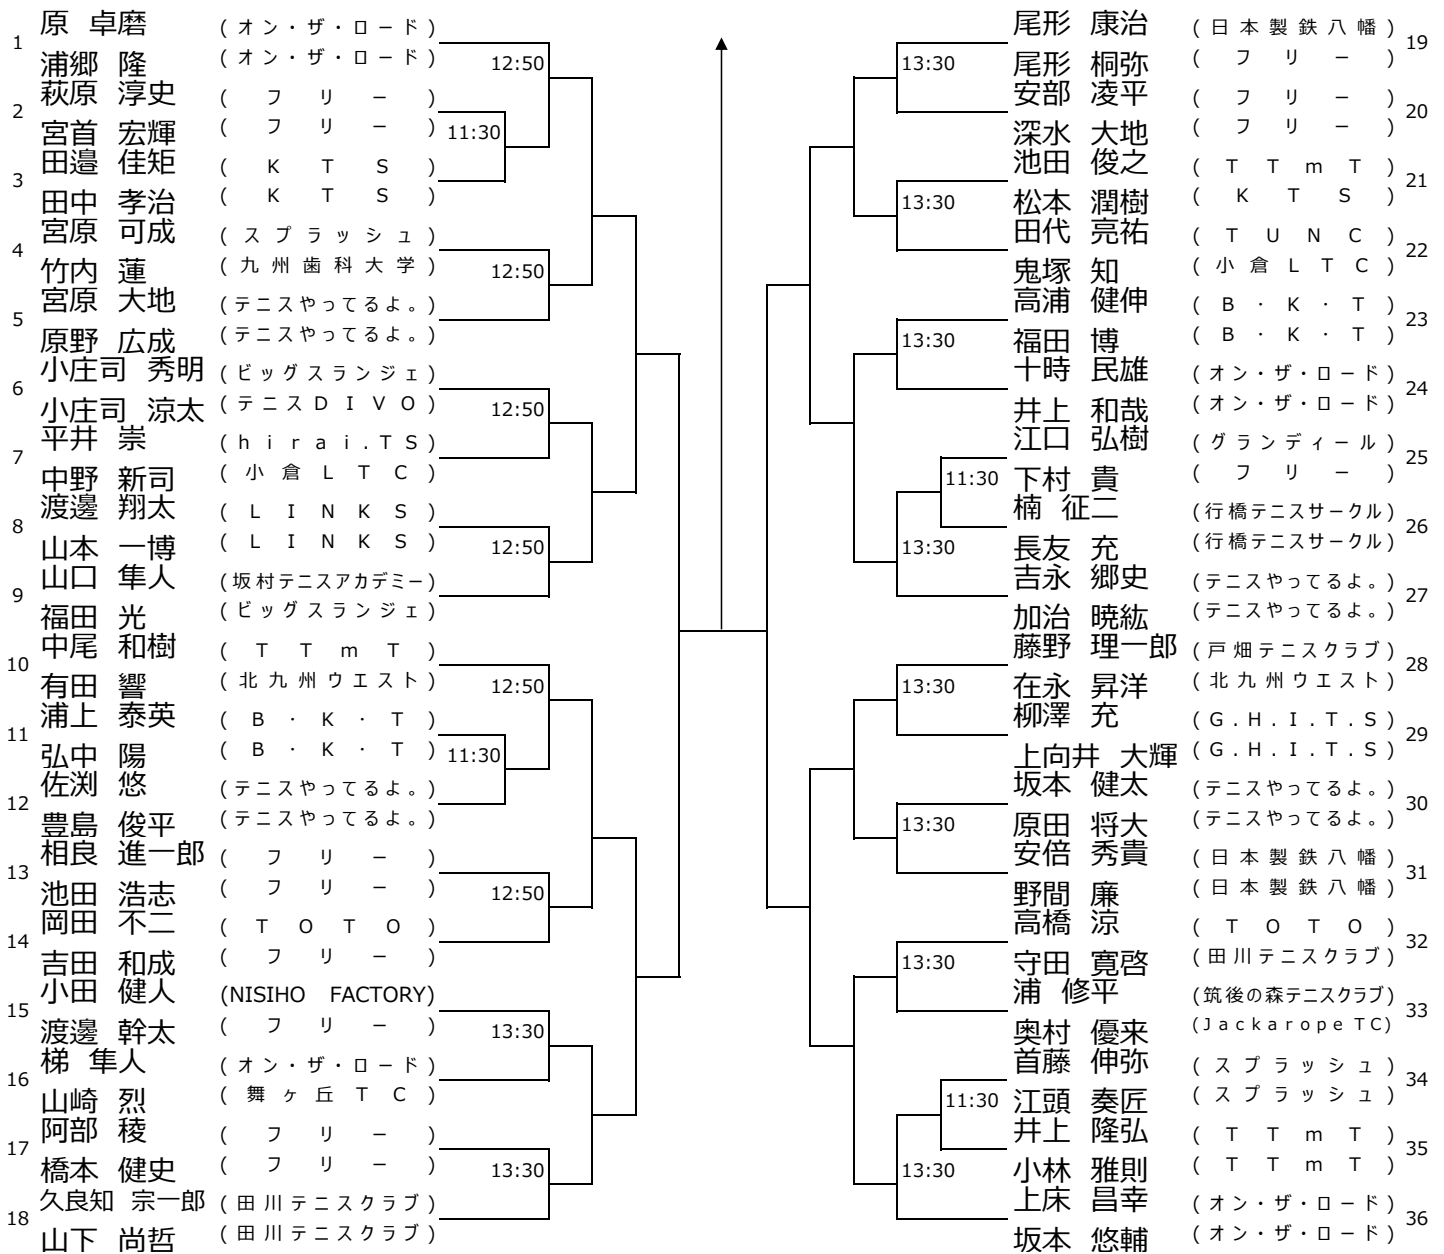 1 原 卓磨 (オン・ザ・ロード)
浦郷 隆 (オン・ザ・ロード)
12:50
2 萩原 淳史 (フリー)
宮首 宏輝 (フリー)
11:30
3 田邉 佳矩 (KTS)
田中 孝治 (KTS)
4 宮原 可成 (スプラッシュ)
竹内 蓮 (九州歯科大学)
12:50
5 宮原 大地 (テニスやってるよ。)
原野 広成 (テニスやってるよ。)
6 小庄司 秀明 (ビッグスランジェ)
小庄司 涼太 (テニスDIVO)
12:50
7 平井 崇 (hirai.TS)
中野 新司 (小倉LTC)
8 渡邊 翔太 (LINKS)
山本 一博 (LINKS)
12:50
9 山口 隼人 (坂村テニスアカデミー)
福田 光 (ビッグスランジェ)
10 中尾 和樹 (TTmT)
有田 響 (北九州ウエスト)
12:50
11 浦上 泰英 (B・K・T)
弘中 陽 (B・K・T)
11:30
12 佐渕 悠 (テニスやってるよ。)
豊島 俊平 (テニスやってるよ。)
13 相良 進一郎 (フリー)
池田 浩志 (フリー)
12:50
14 岡田 不二 (TOTO)
吉田 和成 (フリー)
15 小田 健人 (NISIHO FACTORY)
渡邊 幹太 (フリー)
13:30
16 梯 隼人 (オン・ザ・ロード)
山崎 烈 (舞ヶ丘TC)
17 阿部 稜 (フリー)
橋本 健史 (フリー)
13:30
18 久良知 宗一郎 (田川テニスクラブ)
山下 尚哲 (田川テニスクラブ)
尾形 康治 (日本製鉄八幡) 19
尾形 桐弥 (フリー)
13:30
安部 凌平 (フリー) 20
深水 大地 (フリー)
池田 俊之 (TTmT) 21
松本 潤樹 (KTS)
13:30
田代 亮祐 (TUNC) 22
鬼塚 知 (小倉LTC)
高浦 健伸 (B・K・T) 23
福田 博 (B・K・T)
13:30
十時 民雄 (オン・ザ・ロード) 24
井上 和哉 (オン・ザ・ロード)
江口 弘樹 (グランディール) 25
下村 貴 (フリー)
11:30
楠 征二 (行橋テニスサークル) 26
長友 充 (行橋テニスサークル)
13:30
吉永 郷史 (テニスやってるよ。) 27
加治 暁紘 (テニスやってるよ。)
藤野 理一郎 (戸畑テニスクラブ) 28
在永 昇洋 (北九州ウエスト)
13:30
柳澤 充 (G.H.I.T.S) 29
上向井 大輝 (G.H.I.T.S)
坂本 健太 (テニスやってるよ。) 30
原田 将大 (テニスやってるよ。)
13:30
安倍 秀貴 (日本製鉄八幡) 31
野間 廉 (日本製鉄八幡)
高橋 涼 (TOTO) 32
守田 寛啓 (田川テニスクラブ)
13:30
浦 修平 (筑後の森テニスクラブ) 33
奥村 優来 (Jackarope TC)
首藤 伸弥 (スプラッシュ) 34
江頭 奏匠 (スプラッシュ)
11:30
井上 隆弘 (TTmT) 35
小林 雅則 (TTmT)
13:30
上床 昌幸 (オン・ザ・ロード) 36
坂本 悠輔 (オン・ザ・ロード)